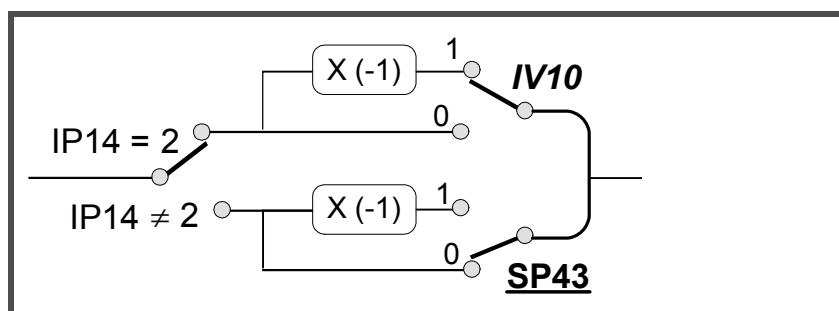 1
X (-1)
IV10
0
IP14 = 2
1
X (-1)
IP14 ≠ 2
0
SP43